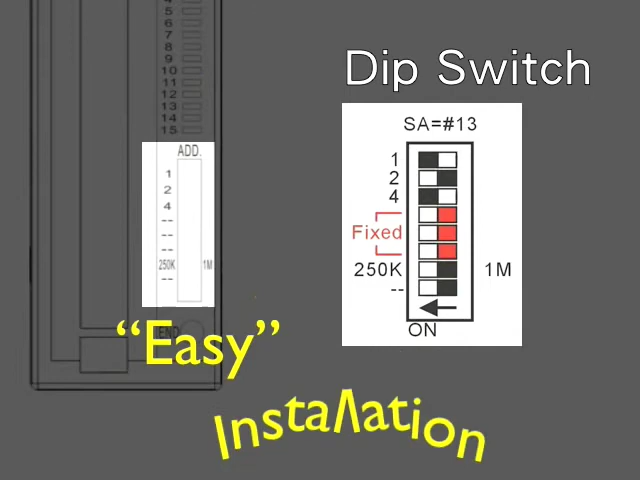 4
5
6
7
8
9
10
11
12
13
14
15
ADD.
1
2
4
--
--
--
250K 1M
--
END
Dip Switch
SA=#13
1
2
4
Fixed
250K 1M
--
ON
“Easy”
Installation